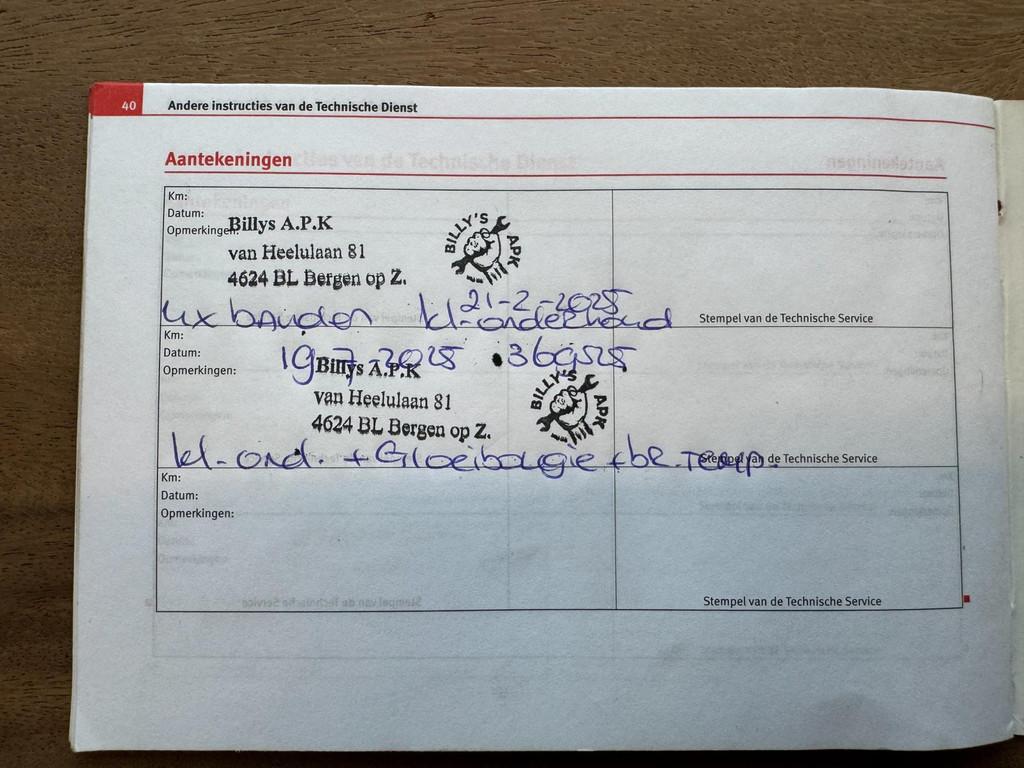 40 Andere instructies van de Technische Dienst
Aantekeningen
Km:
Datum:
Opmerkingen:
Billys A.P.K
van Heelulaan 81
4624 BL Bergen op Z.
BILLY'S APK
21-2-2025
4x banden kl-onderhoud
Stempel van de Technische Service
Km:
Datum:
Opmerkingen:
19-7-2025 369525
Billys A.P.K
van Heelulaan 81
4624 BL Bergen op Z.
BILLY'S APK
kl-ond. + Gloeibougie + br.
Stempel van de Technische Service
Km:
Datum:
Opmerkingen:
Stempel van de Technische Service